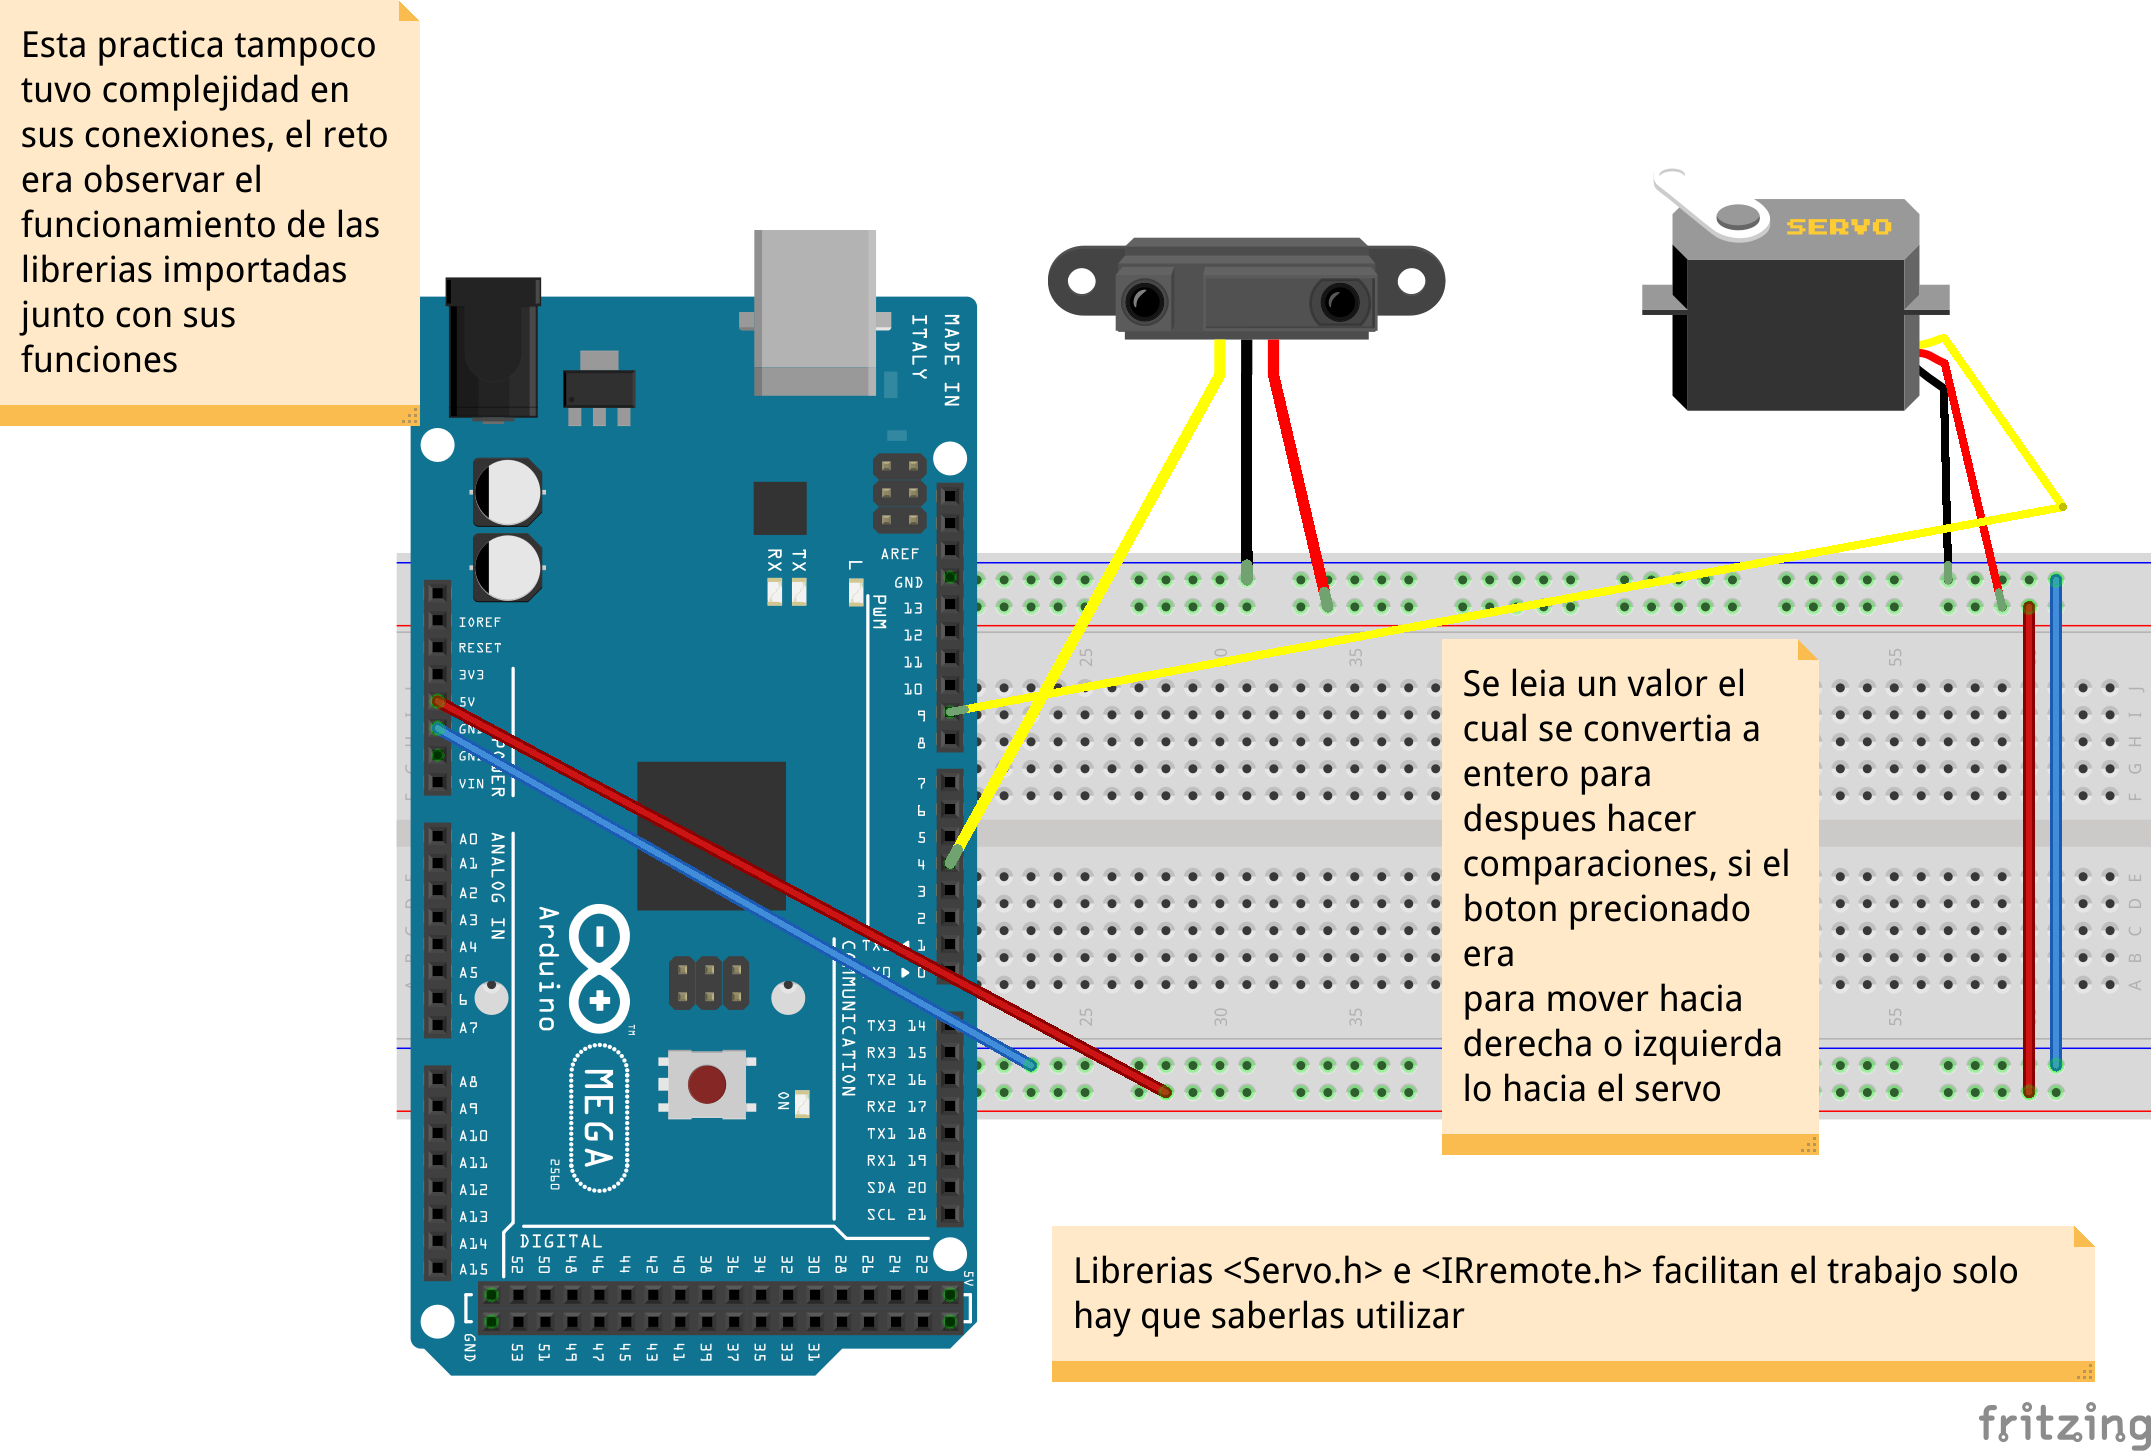 Esta practica tampoco
tuvo complejidad en
sus conexiones, el reto
era observar el
funcionamiento de las
librerias importadas
junto con sus
funciones
SERVO
MADE IN
ITALY
RX
TX
L
AREF
GND
13
12
11
10
9
8
PWM
IOREF
RESET
3V3
5V
GND
GND
VIN
POWER
7
6
5
4
3
2
TX0 1
RX0 0
A0
A1
A2
A3
A4
A5
6
A7
ANALOG IN
Arduino
TM
MEGA
2560
ON
COMMUNICATION
TX3 14
RX3 15
TX2 16
RX2 17
TX1 18
RX1 19
SDA 20
SCL 21
A8
A9
A10
A11
A12
A13
A14
A15
DIGITAL
52 50 48 46 44 42 40 38 36 34 32 30 28 26 24 22
5V
GND
53 51 49 47 45 43 41 39 37 35 33 31
25 30 35 55
J
I
H
G
F
E
D
C
B
A
25 30 35 55
Se leia un valor el
cual se convertia a
entero para
despues hacer
comparaciones, si el
boton precionado
era
para mover hacia
derecha o izquierda
lo hacia el servo
Librerias <Servo.h> e <IRremote.h> facilitan el trabajo solo
hay que saberlas utilizar
fritzing